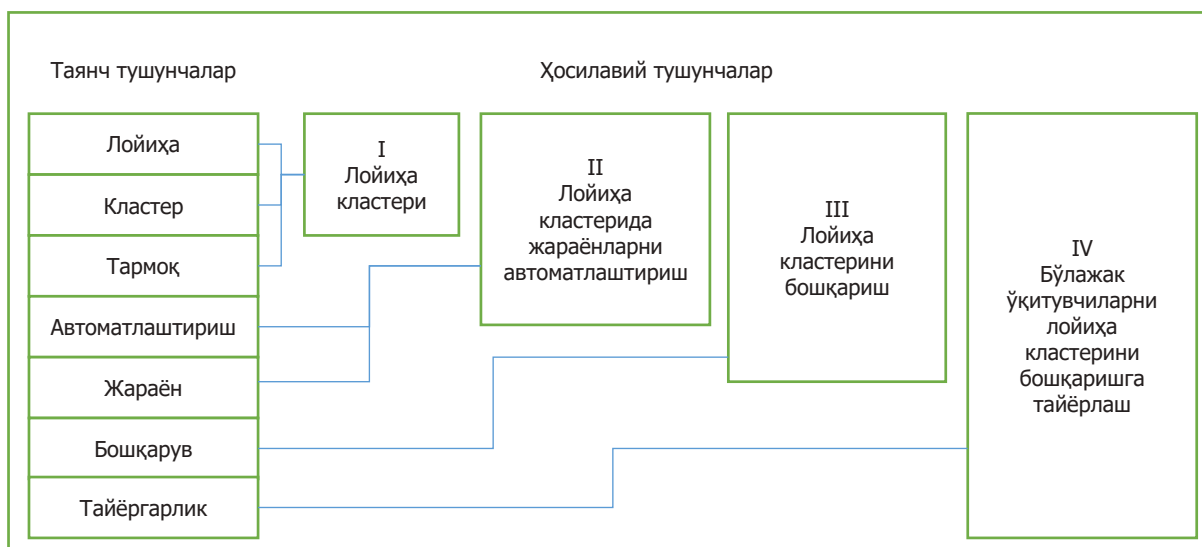 Таянч тушунчалар
Ҳосилавий тушунчалар
Лойиҳа
Кластер
Тармоқ
Автоматлаштириш
Жараён
Бошқарув
Тайёргарлик
I
Лойиҳа
кластери
II
Лойиҳа
кластерида
жараёнларни
автоматлаштириш
III
Лойиҳа
кластерини
бошқариш
IV
Бўлажак
ўқитувчиларни
лойиҳа
кластерини
бошқаришга
тайёрлаш